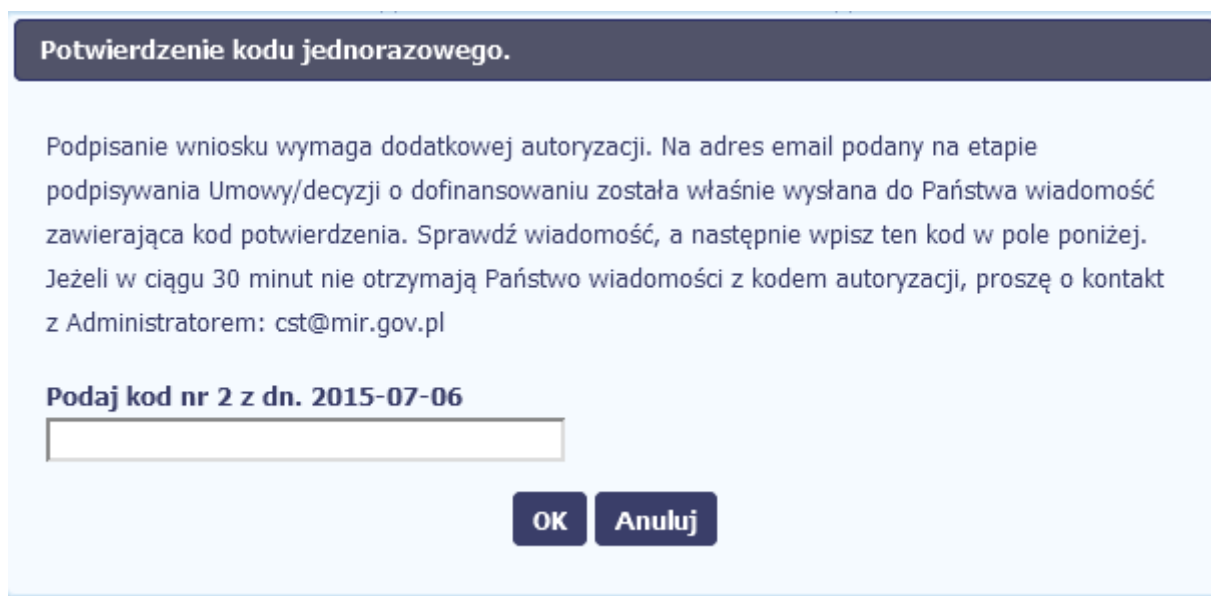 Potwierdzenie kodu jednorazowego.
Podpisanie wniosku wymaga dodatkowej autoryzacji. Na adres email podany na etapie
podpisywania Umowy/decyzji o dofinansowaniu została właśnie wysłana do Państwa wiadomość
zawierająca kod potwierdzenia. Sprawdź wiadomość, a następnie wpisz ten kod w pole poniżej.
Jeżeli w ciągu 30 minut nie otrzymają Państwo wiadomości z kodem autoryzacji, proszę o kontakt
z Administratorem: cst@mir.gov.pl
Podaj kod nr 2 z dn. 2015-07-06
OK Anuluj